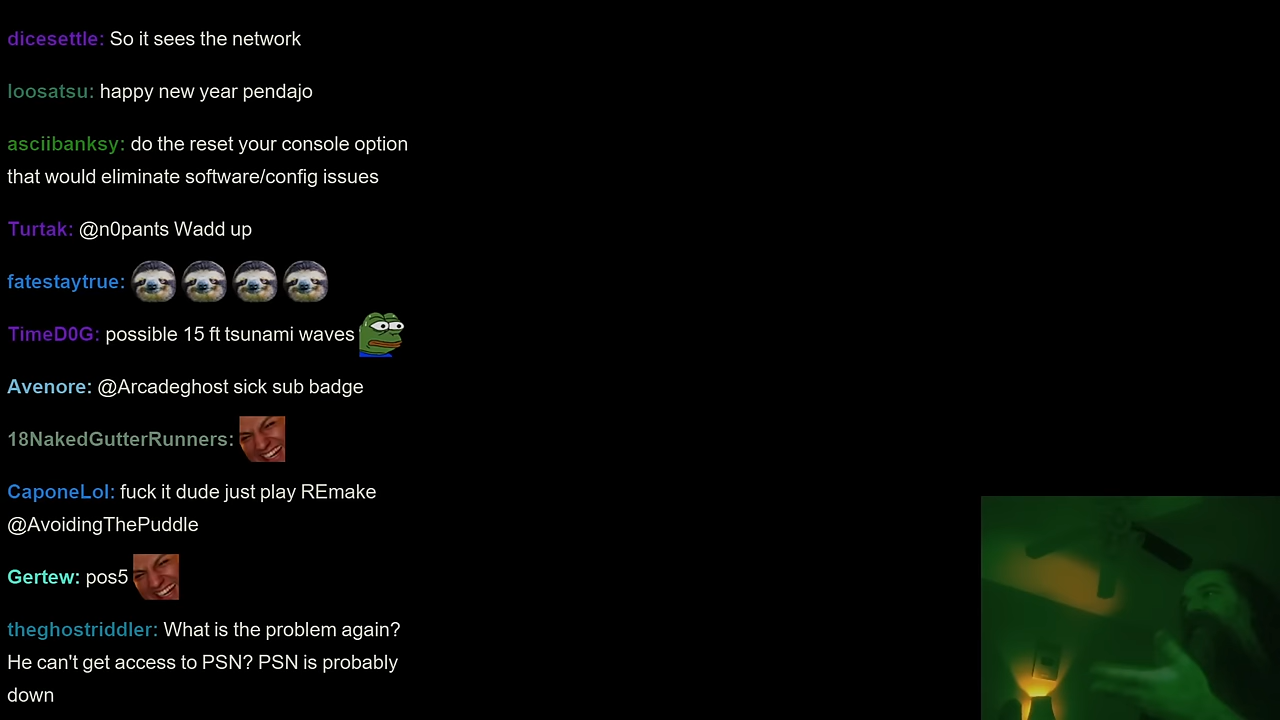 dicesettle: So it sees the network
loosatsu: happy new year pendajo
asciibanksy: do the reset your console option
that would eliminate software/config issues
Turtak: @n0pants Wadd up
fatestaytrue:
TimeD0G: possible 15 ft tsunami waves
Avenore: @Arcadeghost sick sub badge
18NakedGutterRunners:
CaponeLol: fuck it dude just play REmake
@AvoidingThePuddle
Gertew: pos5
theghostriddler: What is the problem again?
He can't get access to PSN? PSN is probably
down